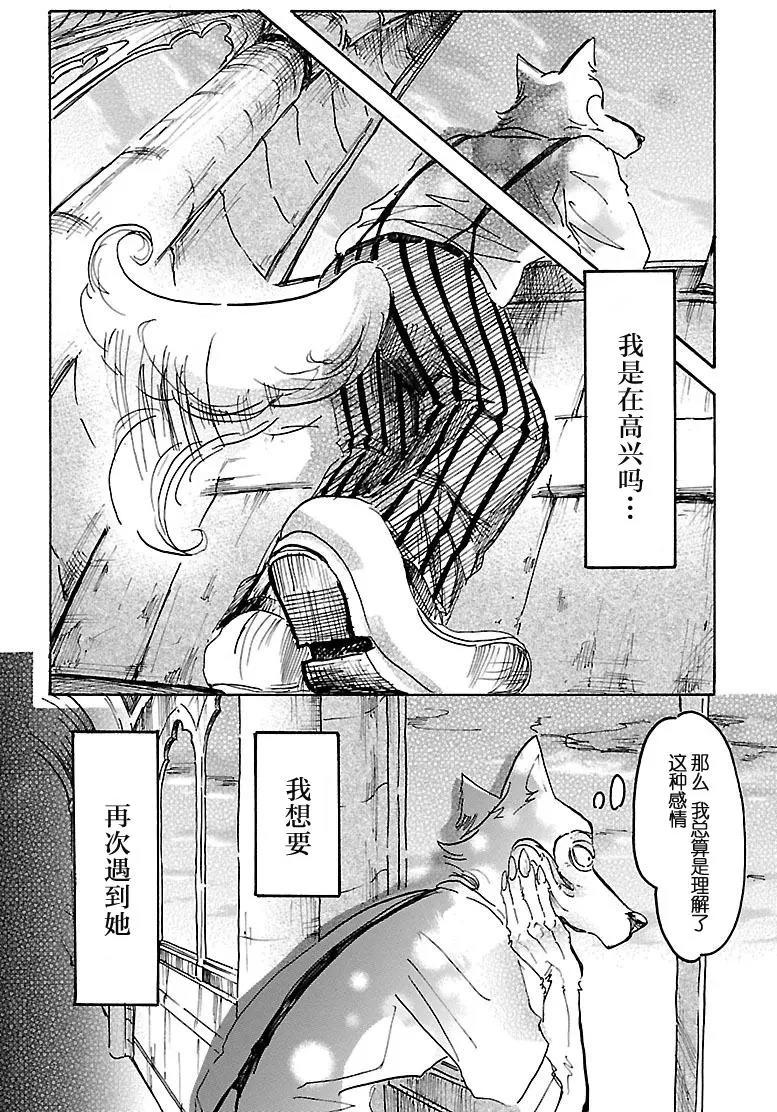 我是在高兴吗…
那么 我总算是理解了
这种感情
我想要
再次遇到她